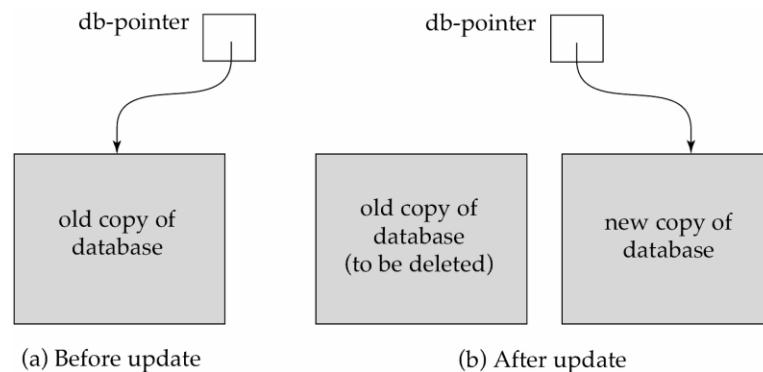 db-pointer
old copy of
database
(a) Before update
db-pointer
old copy of
database
(to be deleted)
new copy of
database
(b) After update